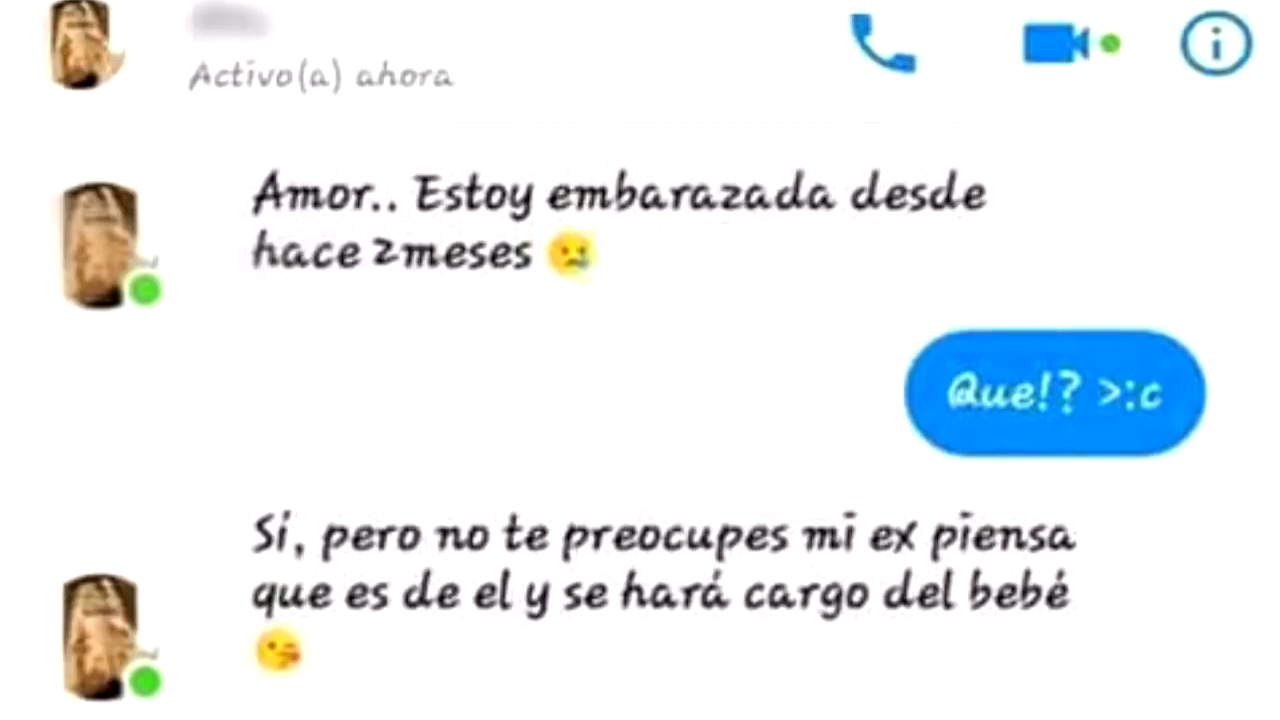 Activo(a) ahora
Amor.. Estoy embarazada desde
hace 2meses 😢
Que!? >:c
Sí, pero no te preocupes mi ex piensa
que es de el y se hará cargo del bebé
😘